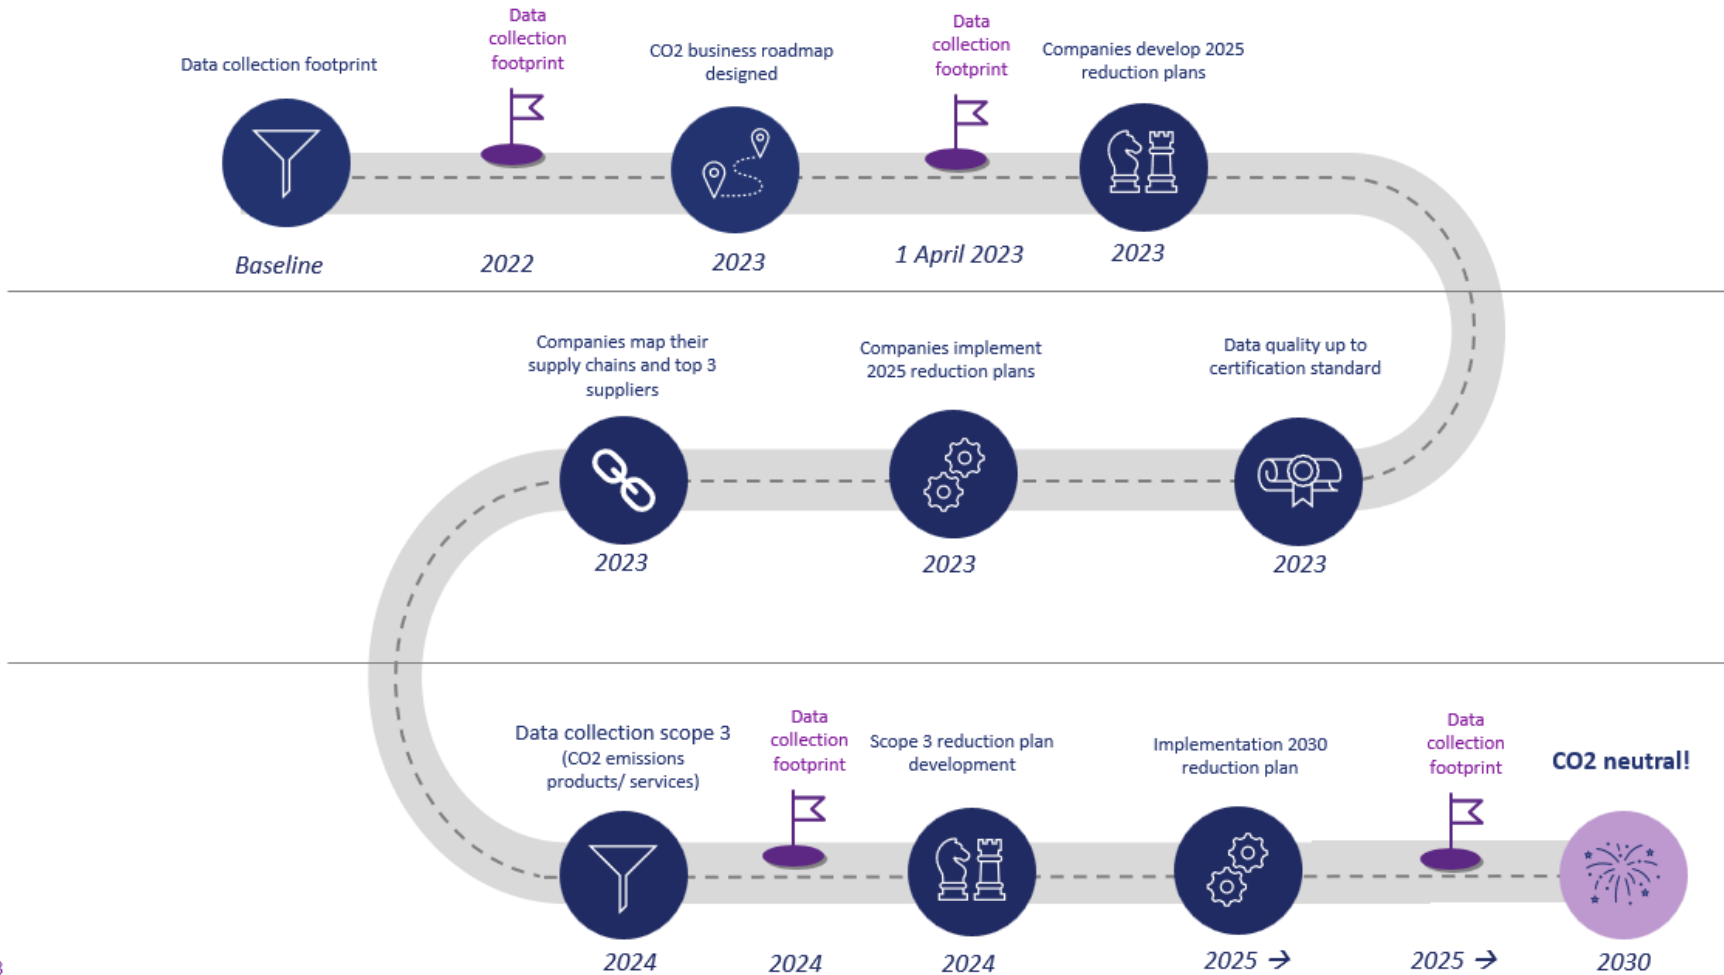 Data collection footprint
Data
collection
footprint
CO2 business roadmap
designed
Data
collection
footprint
Companies develop 2025
reduction plans
Baseline
2022
2023
1 April 2023
2023
Companies map their
supply chains and top 3
suppliers
Companies implement
2025 reduction plans
Data quality up to
certification standard
2023
2023
2023
Data collection scope 3
(CO2 emissions
products/ services)
Data
collection
footprint
Scope 3 reduction plan
development
Implementation 2030
reduction plan
Data
collection
footprint
CO2 neutral!
2024
2024
2024
2025 →
2025 →
2030